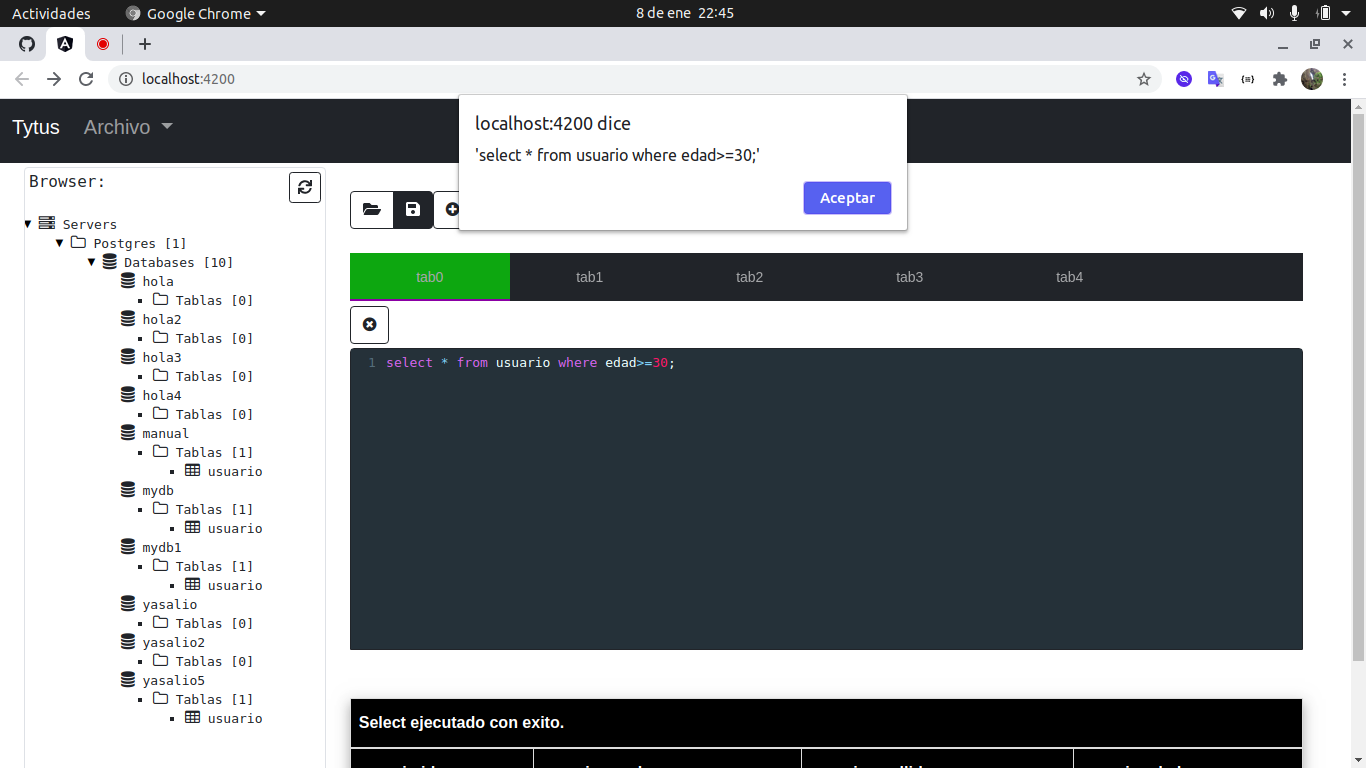 Actividades
Google Chrome
8 de ene 22:45
localhost:4200
Tytus
Archivo
localhost:4200 dice
'select * from usuario where edad>=30;'
Aceptar
Browser:
Servers
Postgres [1]
Databases [10]
hola
Tablas [0]
hola2
Tablas [0]
hola3
Tablas [0]
hola4
Tablas [0]
manual
Tablas [1]
usuario
mydb
Tablas [1]
usuario
mydb1
Tablas [1]
usuario
yasalio
Tablas [0]
yasalio2
Tablas [0]
yasalio5
Tablas [1]
usuario
tab0 tab1 tab2 tab3 tab4
1 select * from usuario where edad>=30;
Select ejecutado con exito.